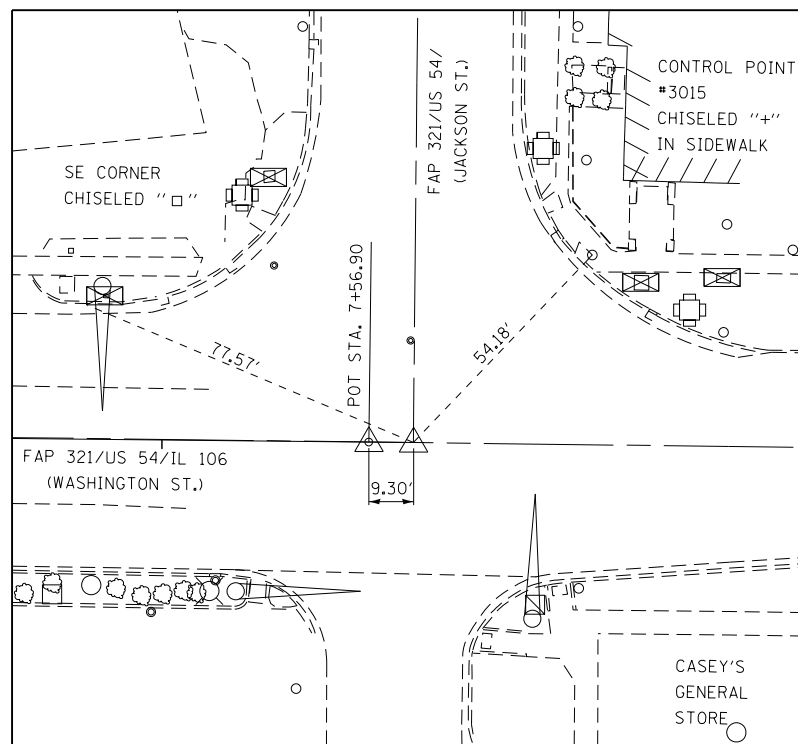 FAP 321/US 54/
(JACKSON ST.)
CONTROL POINT
#3015
CHISELED "+"
IN SIDEWALK
SE CORNER
CHISELED "□"
POT STA. 7+56.90
77.57'
54.18'
FAP 321/US 54/IL 106
(WASHINGTON ST.)
9.30'
CASEY'S
GENERAL
STORE